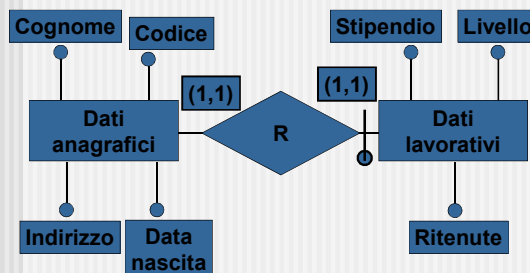 Cognome
Codice
Stipendio
Livello
(1,1)
(1,1)
Dati
anagrafici
R
Dati
lavorativi
Indirizzo
Data
nascita
Ritenute